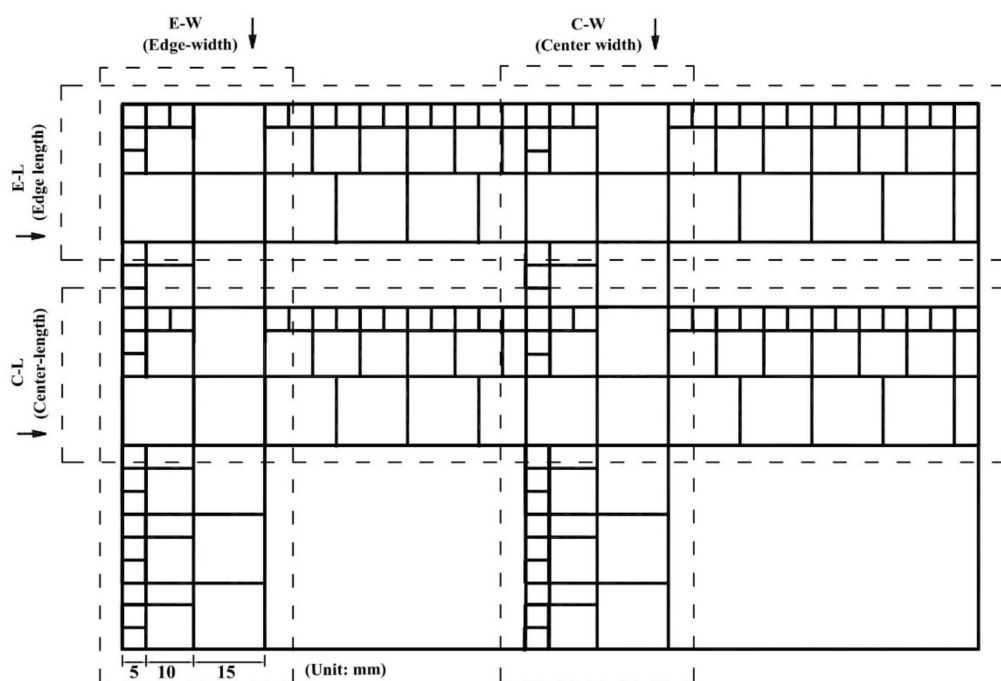 E-W
(Edge-width)
C-W
(Center width)
E-L
(Edge length)
C-L
(Center-length)
5 10 15 (Unit: mm)